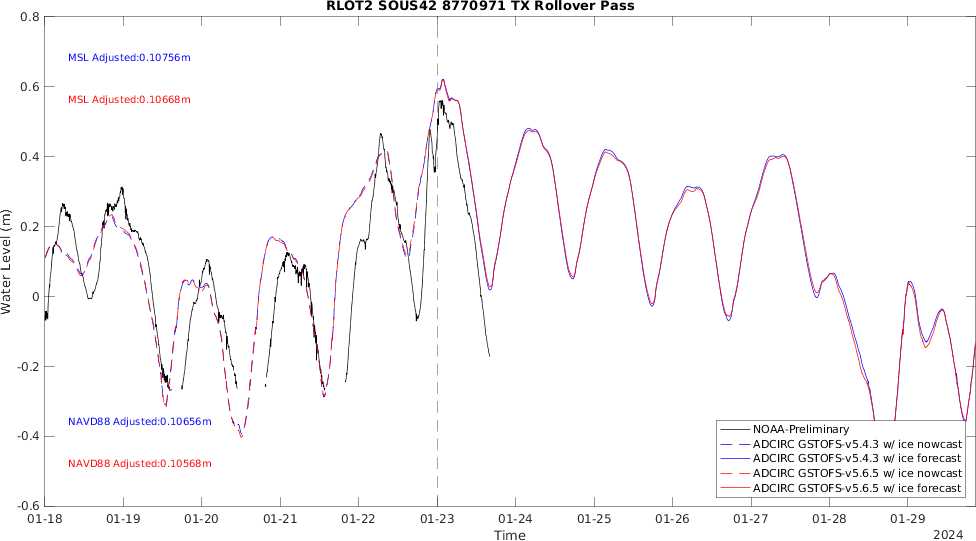 RLOT2 SOUS42 8770971 TX Rollover Pass
0.8
MSL Adjusted:0.10756m
0.6
MSL Adjusted:0.10668m
0.4
0.2
Water Level (m)
0
-0.2
NAVD88 Adjusted:0.10656m
-0.4
NAVD88 Adjusted:0.10568m
-0.6
NOAA-Preliminary
ADCIRC GSTOFS-v5.4.3 w/ ice nowcast
ADCIRC GSTOFS-v5.4.3 w/ ice forecast
ADCIRC GSTOFS-v5.6.5 w/ ice nowcast
ADCIRC GSTOFS-v5.6.5 w/ ice forecast
01-18 01-19 01-20 01-21 01-22 01-23 01-24 01-25 01-26 01-27 01-28 01-29
Time
2024